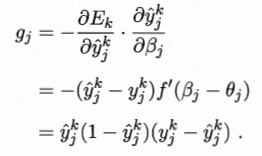 g_j = -\frac{\partial E_k}{\partial \hat{y}_j^k} \cdot \frac{\partial \hat{y}_j^k}{\partial \beta_j}
= -(\hat{y}_j^k - y_j^k) f'(\beta_j - \theta_j)
= \hat{y}_j^k (1 - \hat{y}_j^k)(y_j^k - \hat{y}_j^k) .